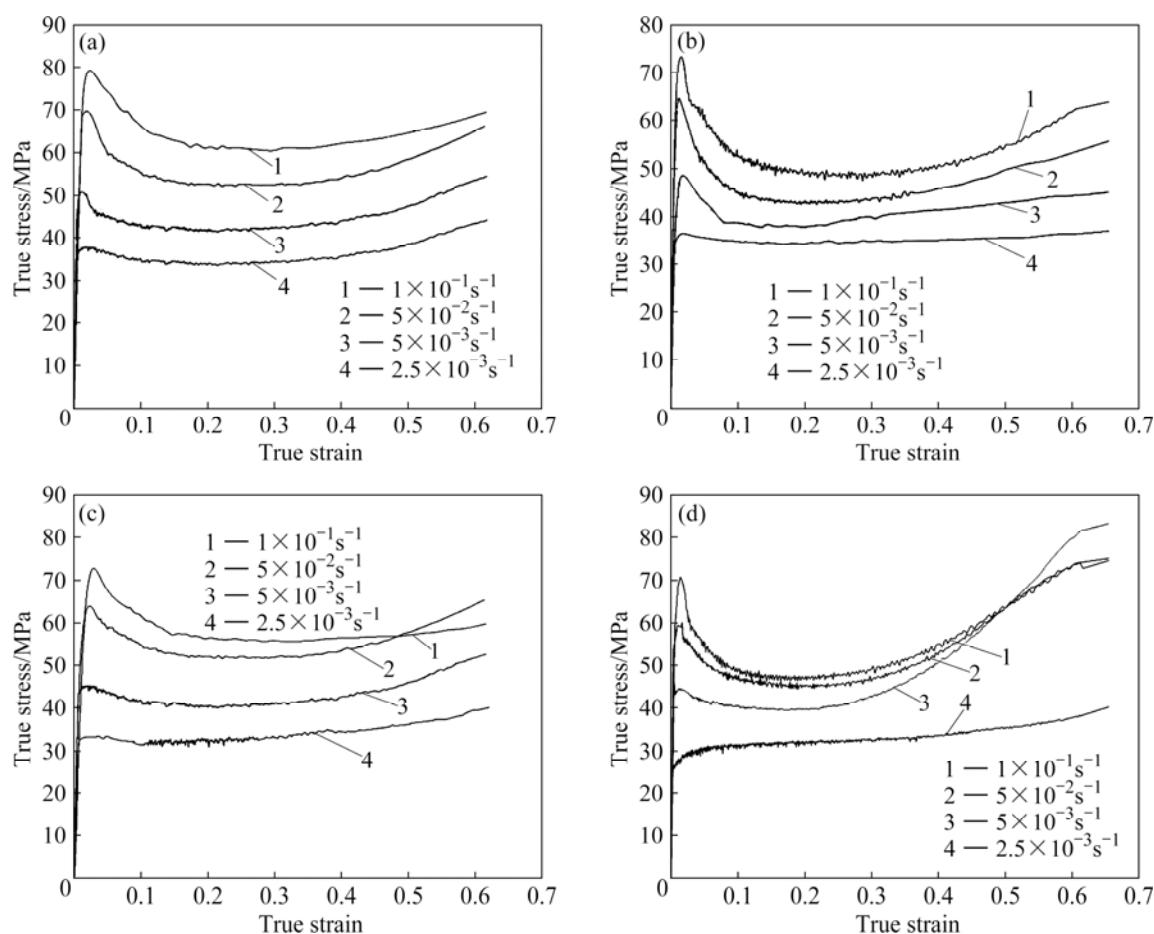 (a)
True stress/MPa
90
80
70
60
50
40
30
20
10
0
0.1 0.2 0.3 0.4 0.5 0.6 0.7
True strain
1
2
3
4
1 — 1×10⁻¹s⁻¹
2 — 5×10⁻²s⁻¹
3 — 5×10⁻³s⁻¹
4 — 2.5×10⁻³s⁻¹
(b)
True stress/MPa
80
70
60
50
40
30
20
10
0
0.1 0.2 0.3 0.4 0.5 0.6 0.7
True strain
1
2
3
4
1 — 1×10⁻¹s⁻¹
2 — 5×10⁻²s⁻¹
3 — 5×10⁻³s⁻¹
4 — 2.5×10⁻³s⁻¹
(c)
True stress/MPa
90
80
70
60
50
40
30
20
10
0
0.1 0.2 0.3 0.4 0.5 0.6 0.7
True strain
1 — 1×10⁻¹s⁻¹
2 — 5×10⁻²s⁻¹
3 — 5×10⁻³s⁻¹
4 — 2.5×10⁻³s⁻¹
1
2
3
4
(d)
True stress/MPa
90
80
70
60
50
40
30
20
10
0
0.1 0.2 0.3 0.4 0.5 0.6 0.7
True strain
1
2
3
4
1 — 1×10⁻¹s⁻¹
2 — 5×10⁻²s⁻¹
3 — 5×10⁻³s⁻¹
4 — 2.5×10⁻³s⁻¹